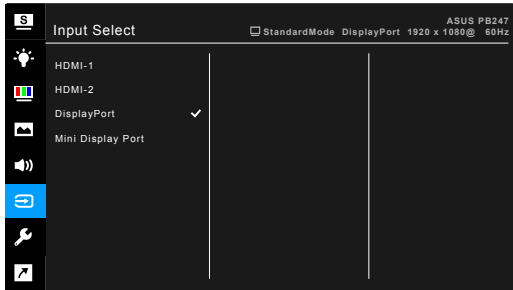 S
Input Select
ASUS PB247
StandardMode DisplayPort 1920 x 1080@ 60Hz
HDMI-1
HDMI-2
DisplayPort
Mini Display Port